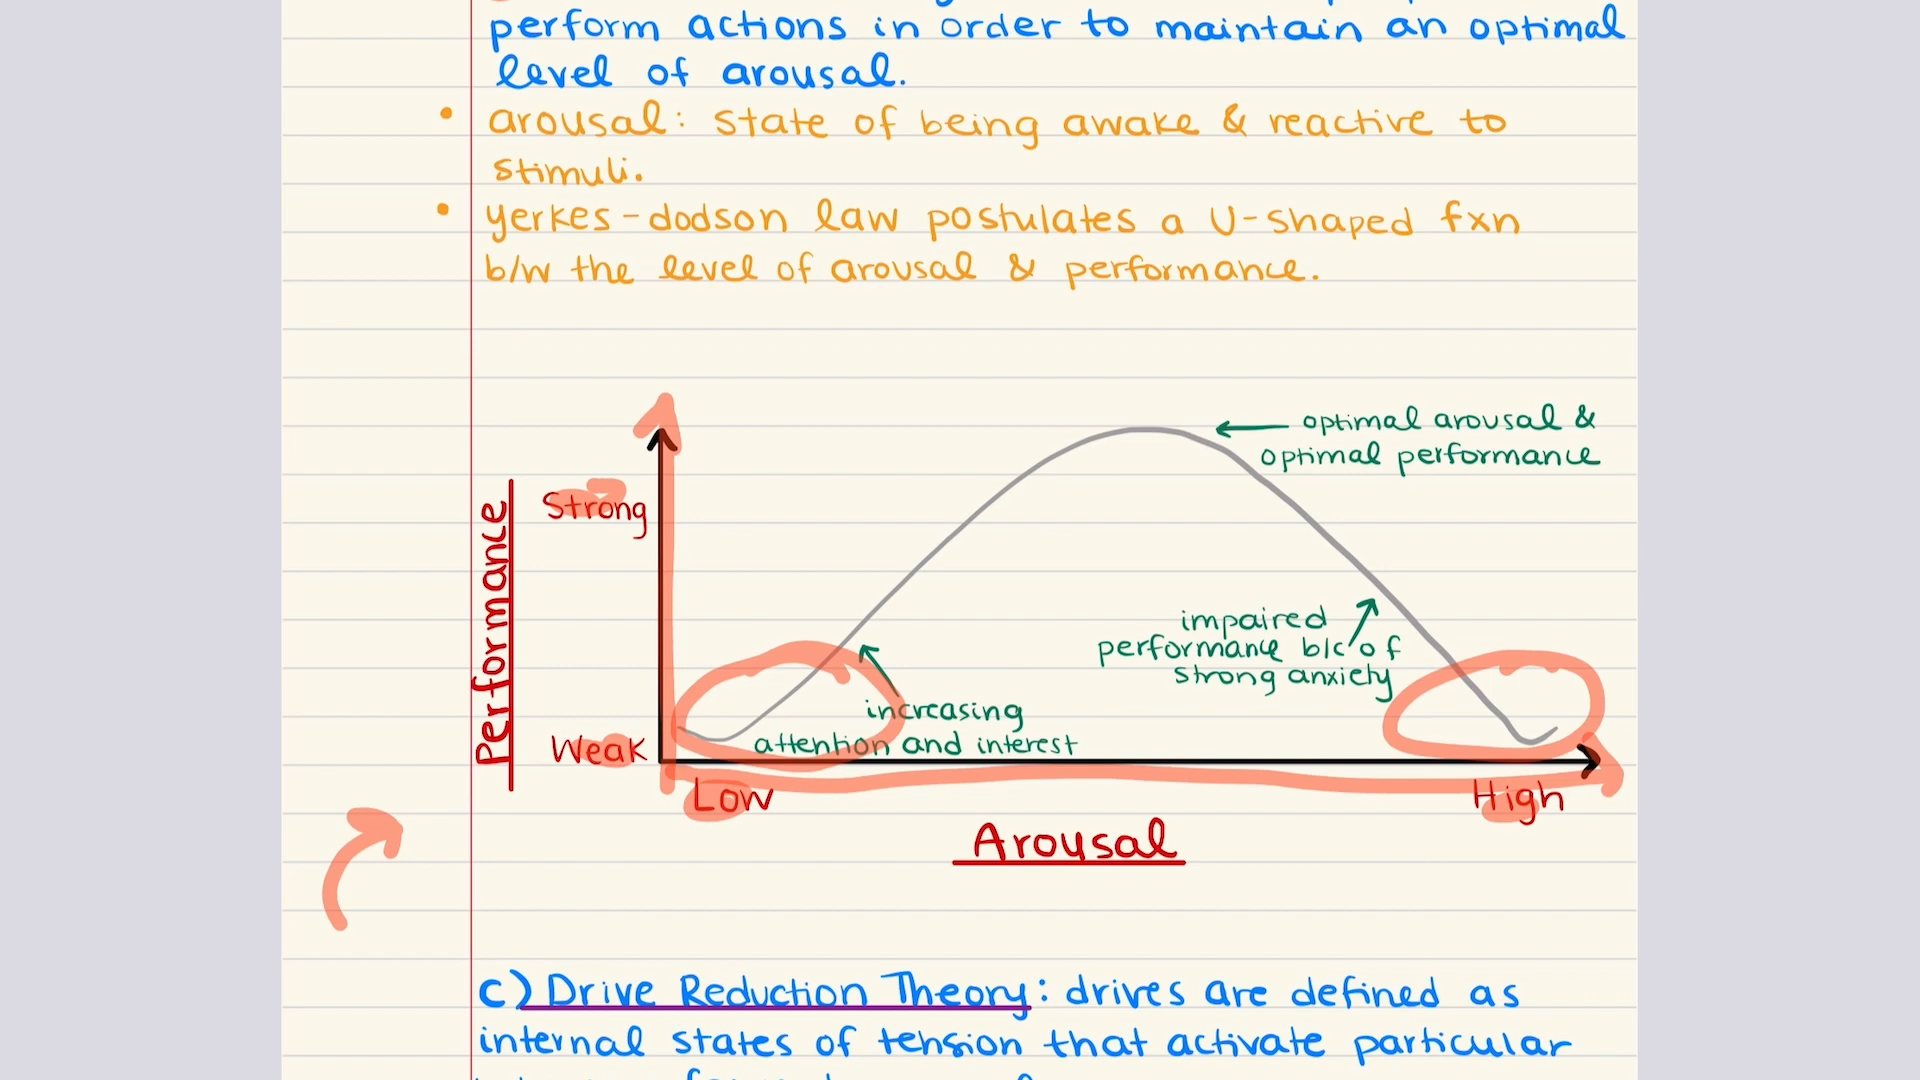 perform actions in order to maintain an optimal
level of arousal.
• arousal: state of being awake & reactive to
stimuli.
• yerkes-dodson law postulates a U-shaped fxn
b/w the level of arousal & performance.
optimal arousal &
optimal performance
Strong
Performance
impaired
performance b/c of
strong anxiety
increasing
attention and interest
Weak
Low
High
Arousal
c) Drive Reduction Theory: drives are defined as
internal states of tension that activate particular